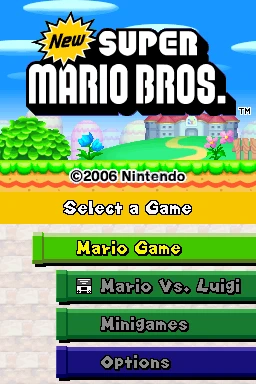 New
SUPER
MARIO BROS.™
©2006 Nintendo
Select a Game
Mario Game
Mario Vs. Luigi
Minigames
Options